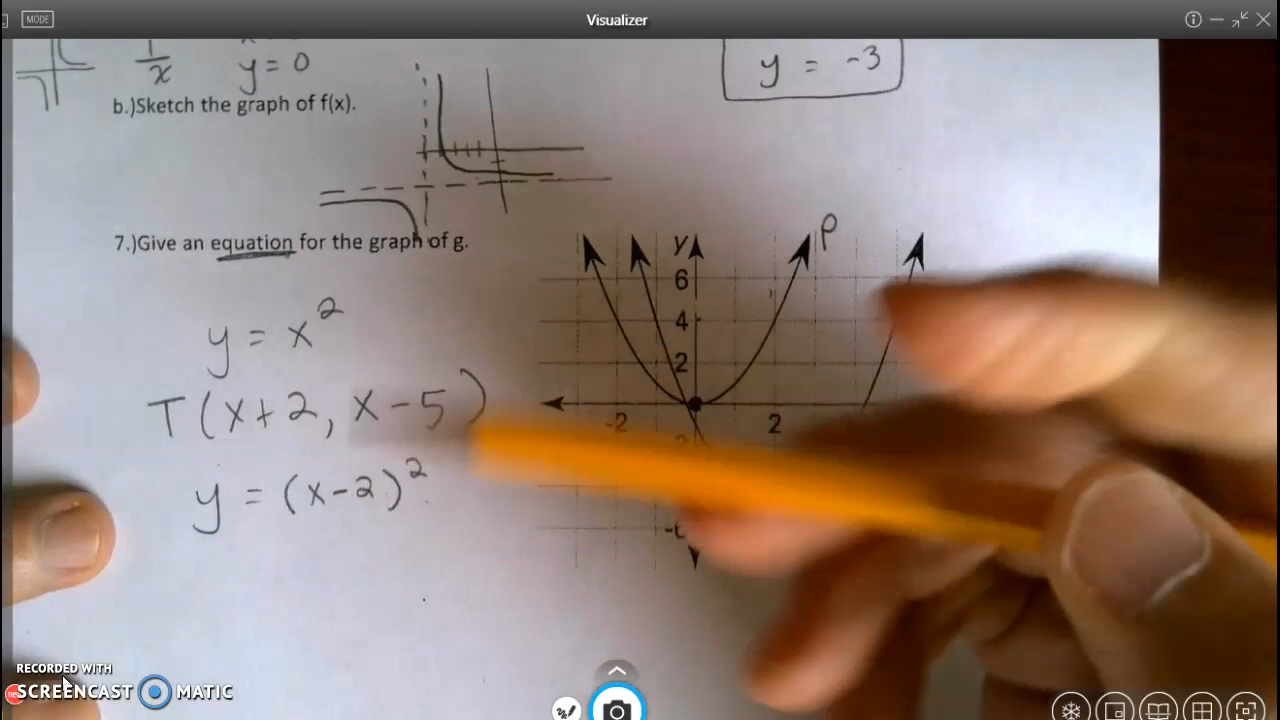 MODE
Visualizer
1
x
y = 0
y = -3
b.)Sketch the graph of f(x).
7.)Give an equation for the graph of g.
p
y
6
4
2
-2
2
y = x²
T(x+2, x-5)
y = (x-2)²
RECORDED WITH
SCREENCAST MATIC